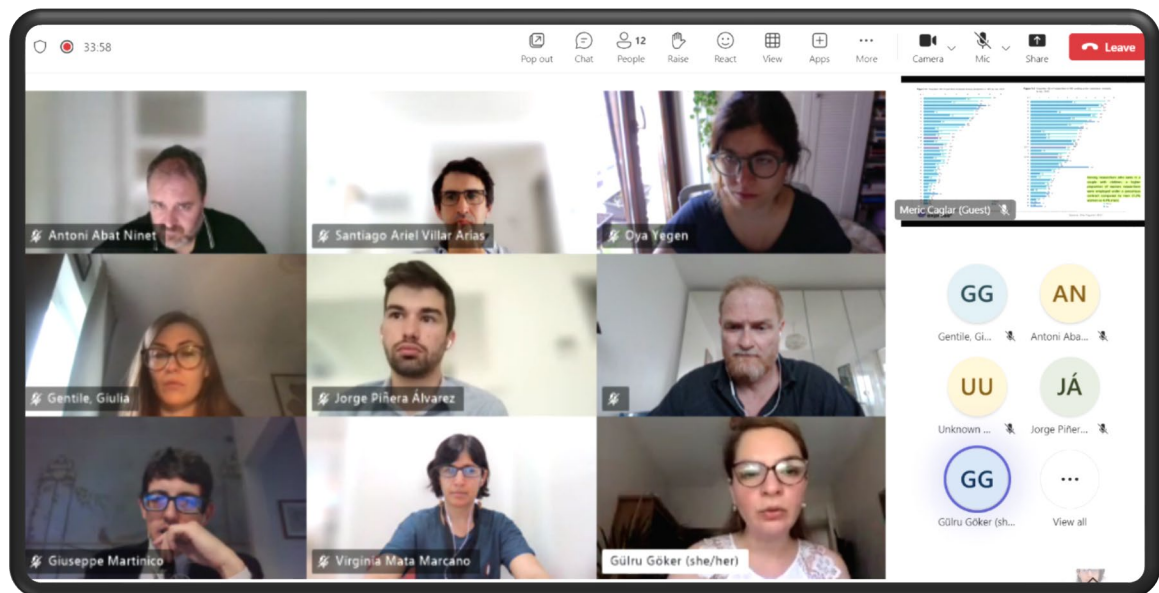 33:58
Pop out
Chat
12
People
Raise
React
View
Apps
More
Camera
Mic
Share
Leave
Antoni Abat Ninet
Santiago Ariel Villar Arias
Oya Yegen
Meric Caglar (Guest)
Gentile, Giulia
Jorge Piñera Álvarez
Giuseppe Martinico
Virginia Mata Marcano
Gülru Göker (she/her)
GG
AN
Gentile, Gi...
Antoni Aba...
UU
JÁ
Unknown ...
Jorge Piñer...
GG
Gülru Göker (sh...
View all